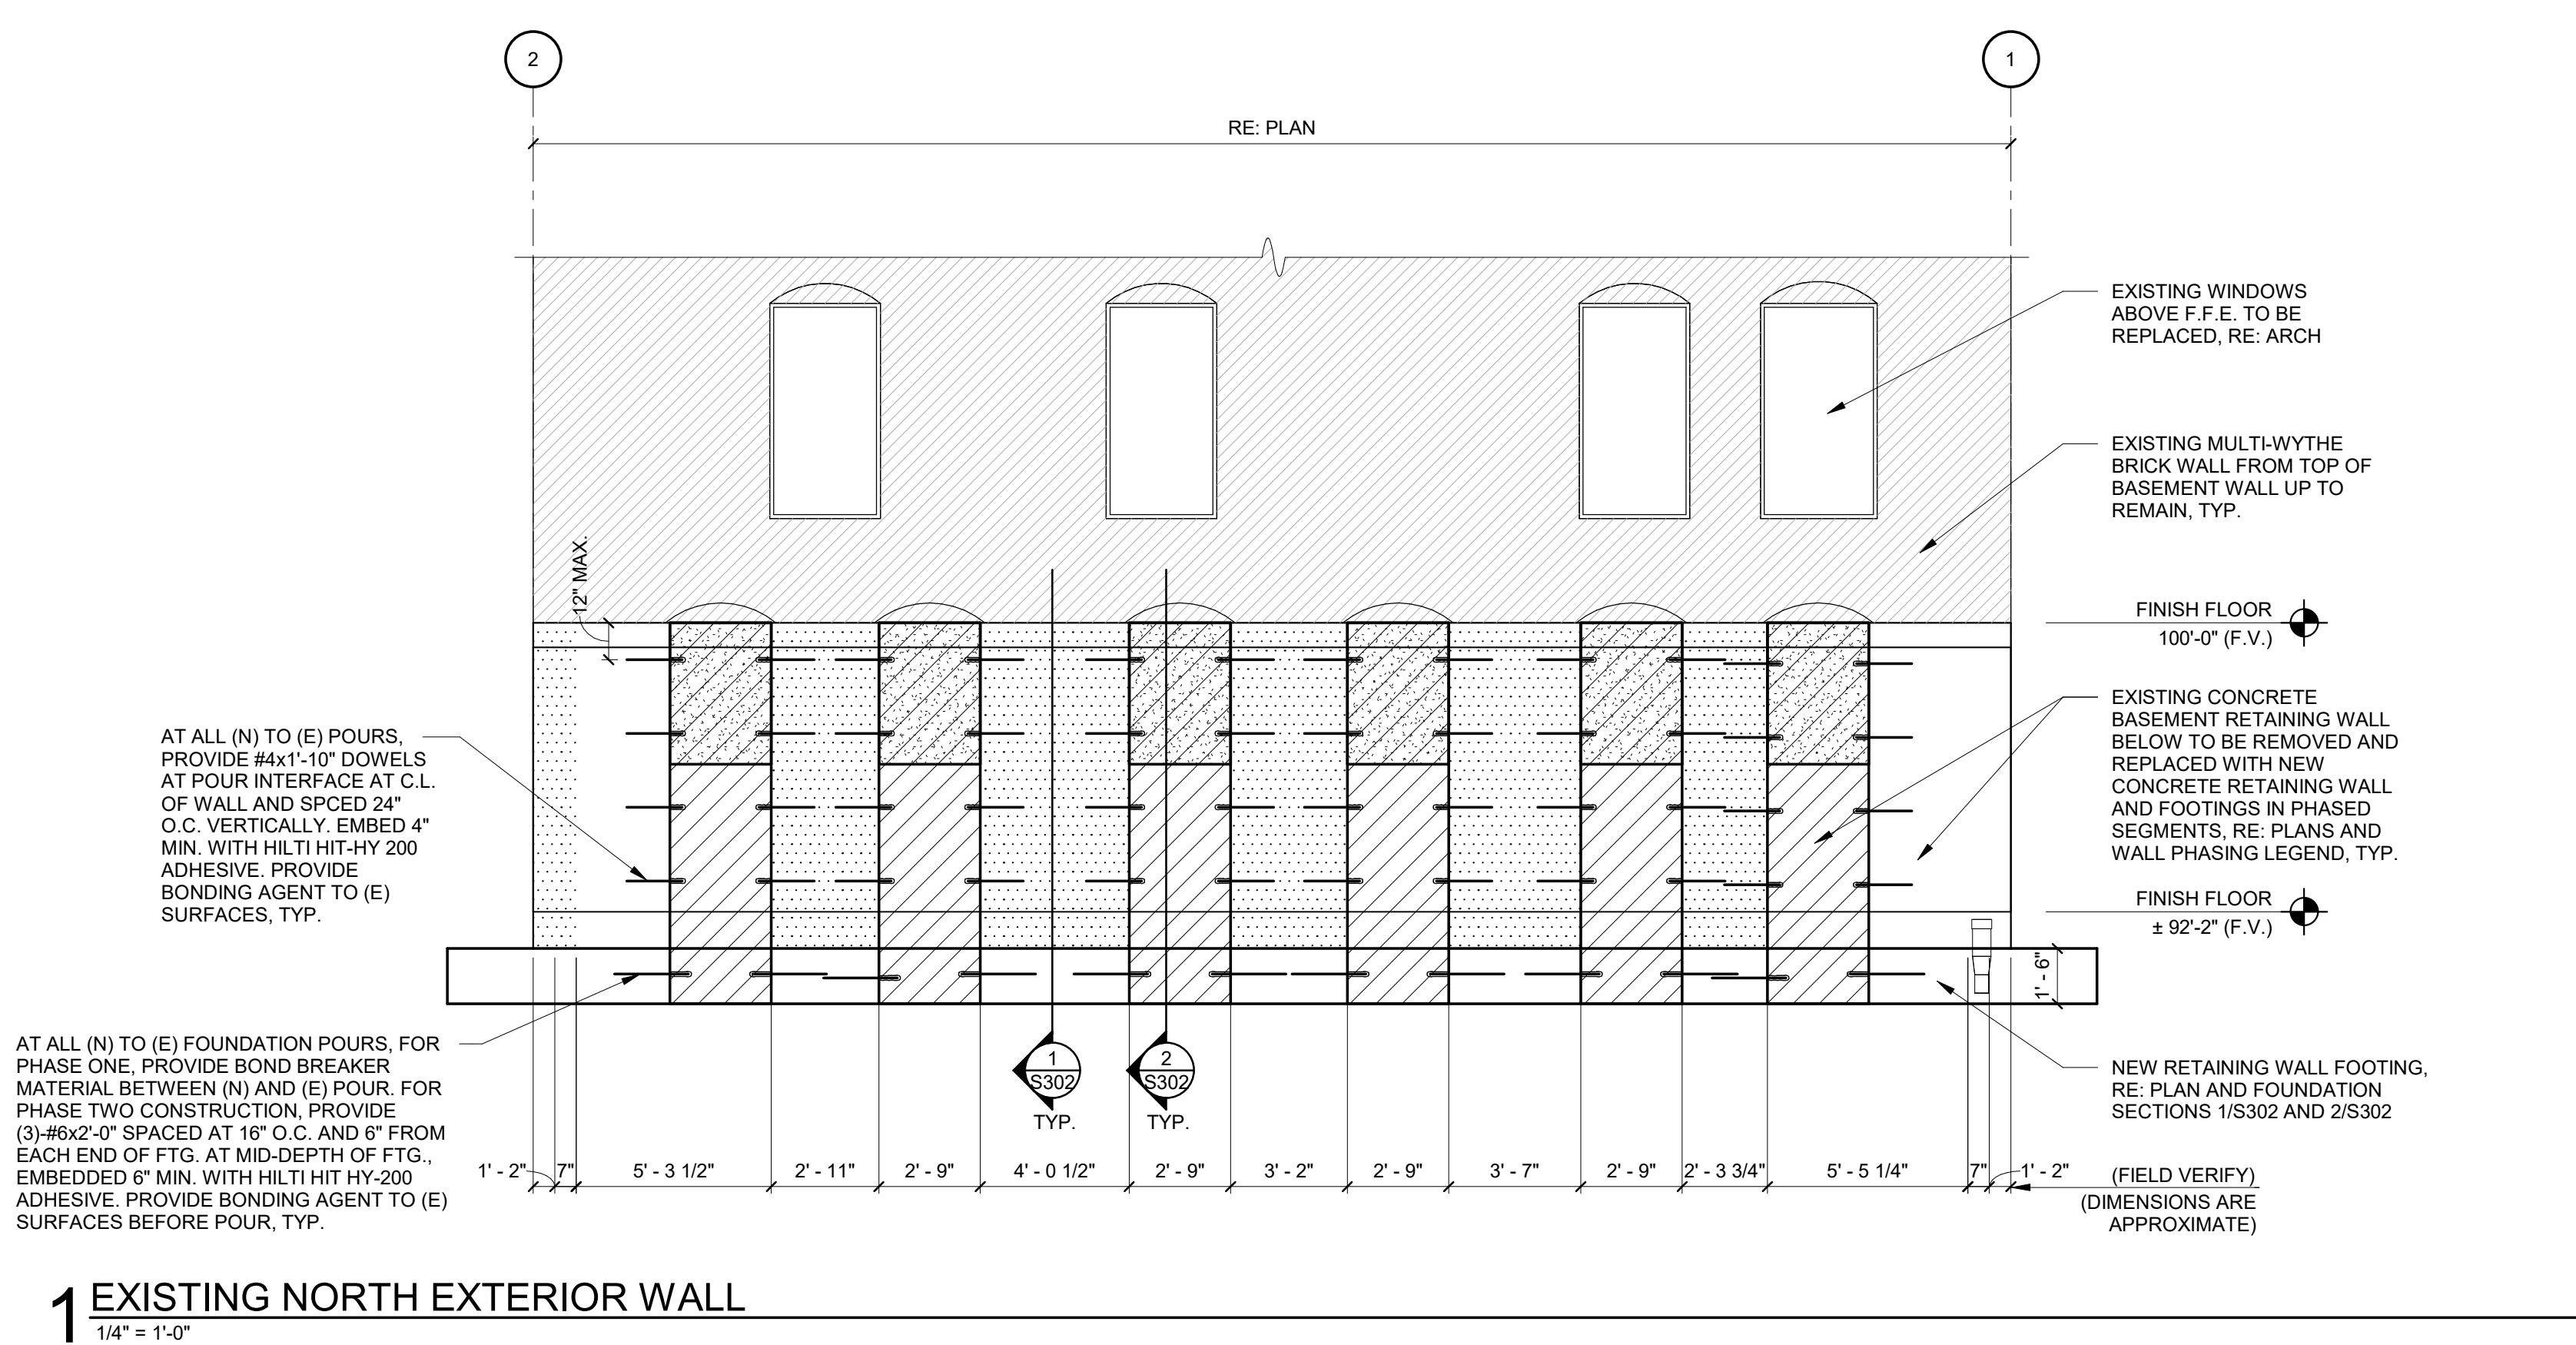 2
1
RE: PLAN
EXISTING WINDOWS
ABOVE F.F.E. TO BE
REPLACED, RE: ARCH
EXISTING MULTI-WYTHE
BRICK WALL FROM TOP OF
BASEMENT WALL UP TO
REMAIN, TYP.
12" MAX.
FINISH FLOOR
100'-0" (F.V.)
EXISTING CONCRETE
BASEMENT RETAINING WALL
BELOW TO BE REMOVED AND
REPLACED WITH NEW
CONCRETE RETAINING WALL
AND FOOTINGS IN PHASED
SEGMENTS, RE: PLANS AND
WALL PHASING LEGEND, TYP.
AT ALL (N) TO (E) POURS,
PROVIDE #4x1'-10" DOWELS
AT POUR INTERFACE AT C.L.
OF WALL AND SPCED 24"
O.C. VERTICALLY. EMBED 4"
MIN. WITH HILTI HIT-HY 200
ADHESIVE. PROVIDE
BONDING AGENT TO (E)
SURFACES, TYP.
FINISH FLOOR
± 92'-2" (F.V.)
1' - 6"
AT ALL (N) TO (E) FOUNDATION POURS, FOR
PHASE ONE, PROVIDE BOND BREAKER
MATERIAL BETWEEN (N) AND (E) POUR. FOR
PHASE TWO CONSTRUCTION, PROVIDE
(3)-#6x2'-0" SPACED AT 16" O.C. AND 6" FROM
EACH END OF FTG. AT MID-DEPTH OF FTG.,
EMBEDDED 6" MIN. WITH HILTI HIT HY-200
ADHESIVE. PROVIDE BONDING AGENT TO (E)
SURFACES BEFORE POUR, TYP.
1
S302
TYP.
2
S302
TYP.
NEW RETAINING WALL FOOTING,
RE: PLAN AND FOUNDATION
SECTIONS 1/S302 AND 2/S302
1' - 2" 7" 5' - 3 1/2" 2' - 11" 2' - 9" 4' - 0 1/2" 2' - 9" 3' - 2" 2' - 9" 3' - 7" 2' - 9" 2' - 3 3/4" 5' - 5 1/4" 7" 1' - 2"
(FIELD VERIFY)
(DIMENSIONS ARE
APPROXIMATE)
1 EXISTING NORTH EXTERIOR WALL
1/4" = 1'-0"